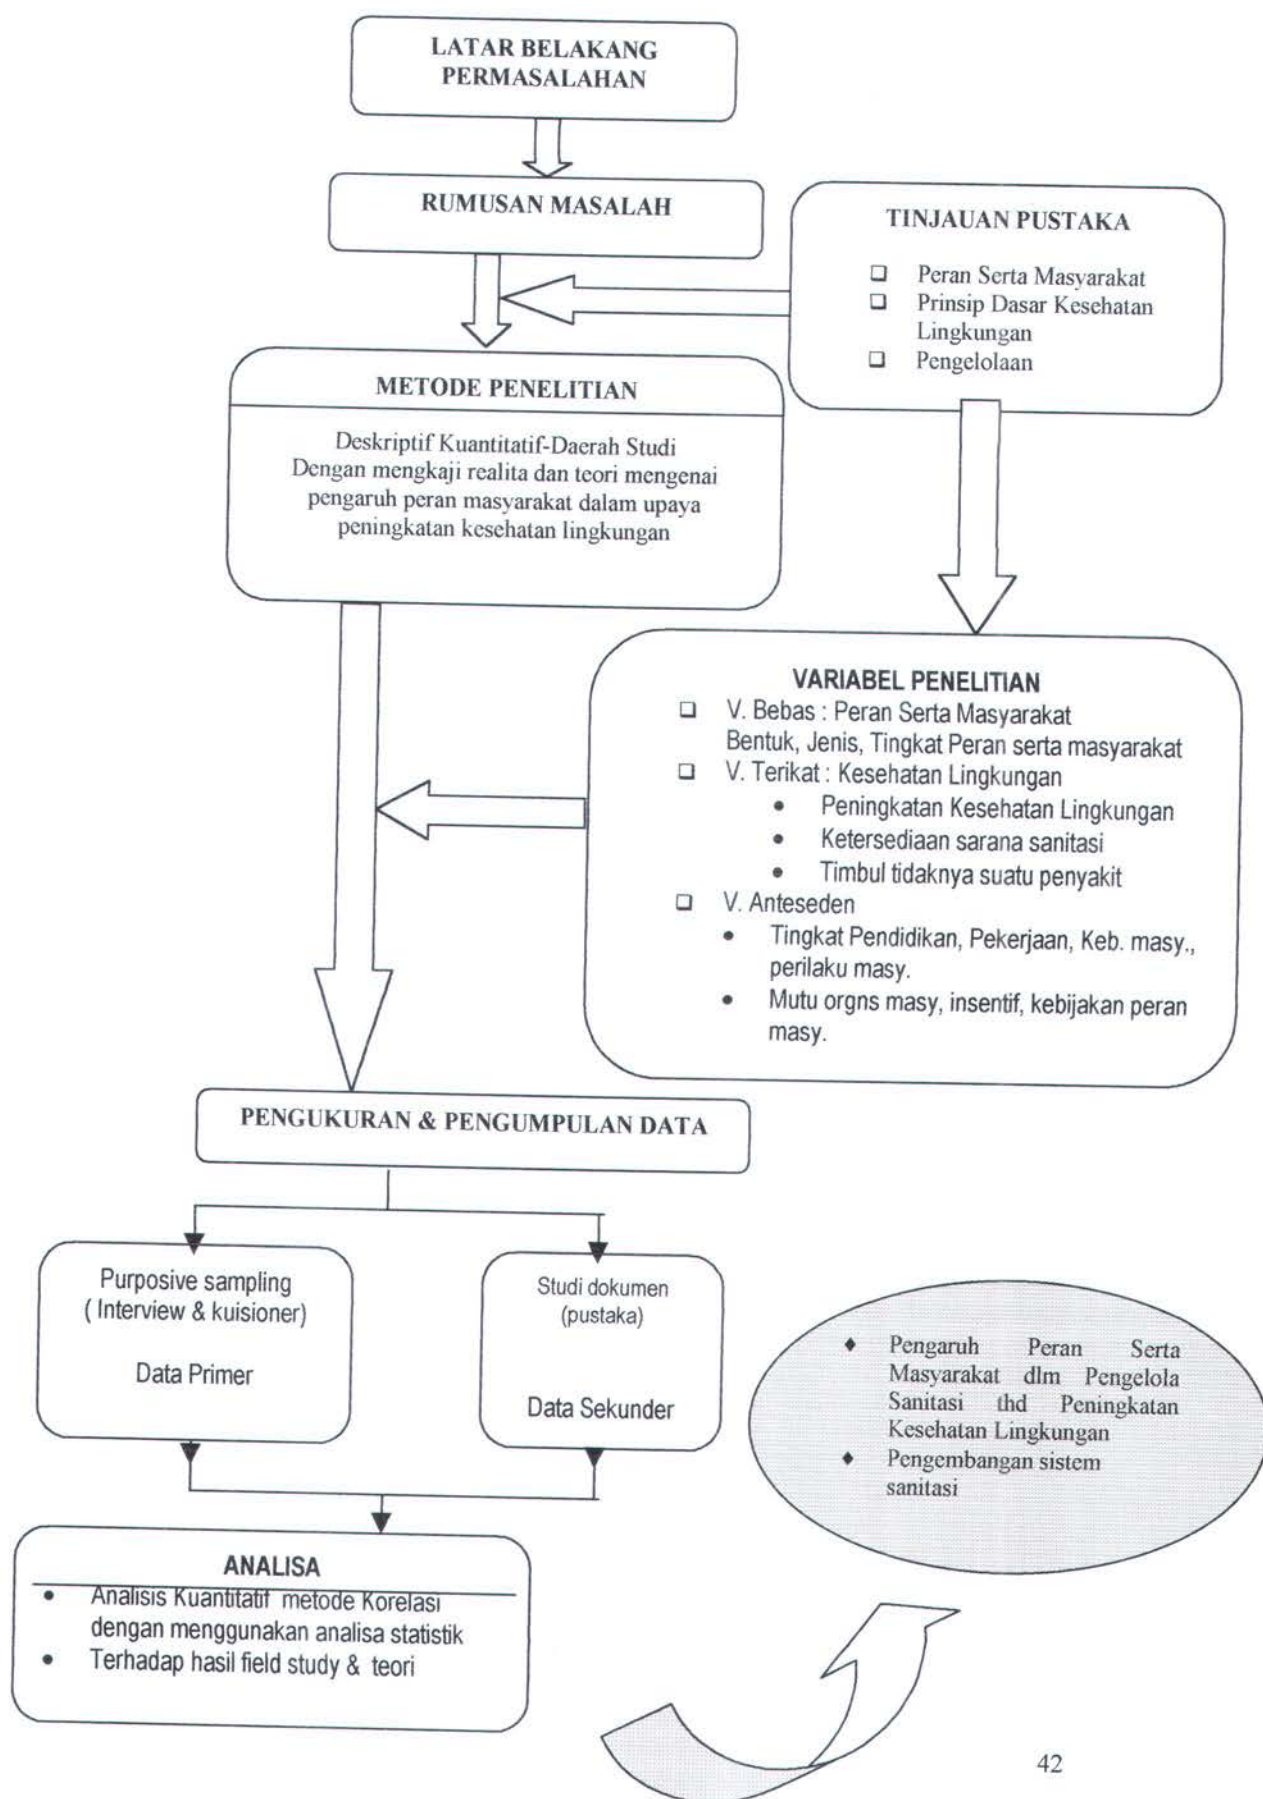 LATAR BELAKANG
PERMASALAHAN
RUMUSAN MASALAH
TINJAUAN PUSTAKA
Peran Serta Masyarakat
Prinsip Dasar Kesehatan
Lingkungan
Pengelolaan
METODE PENELITIAN
Deskriptif Kuantitatif-Daerah Studi
Dengan mengkaji realita dan teori mengenai
pengaruh peran masyarakat dalam upaya
peningkatan kesehatan lingkungan
VARIABEL PENELITIAN
V. Bebas : Peran Serta Masyarakat
Bentuk, Jenis, Tingkat Peran serta masyarakat
V. Terikat : Kesehatan Lingkungan
• Peningkatan Kesehatan Lingkungan
• Ketersediaan sarana sanitasi
• Timbul tidaknya suatu penyakit
V. Anteseden
• Tingkat Pendidikan, Pekerjaan, Keb. masy.,
perilaku masy.
• Mutu orgns masy, insentif, kebijakan peran
masy.
PENGUKURAN & PENGUMPULAN DATA
Purposive sampling
( Interview & kuisioner)
Data Primer
Studi dokumen
(pustaka)
Data Sekunder
ANALISA
• Analisis Kuantitatif metode Korelasi
dengan menggunakan analisa statistik
• Terhadap hasil field study & teori
Pengaruh Peran Serta
Masyarakat dlm Pengelola
Sanitasi thd Peningkatan
Kesehatan Lingkungan
Pengembangan sistem
sanitasi
42